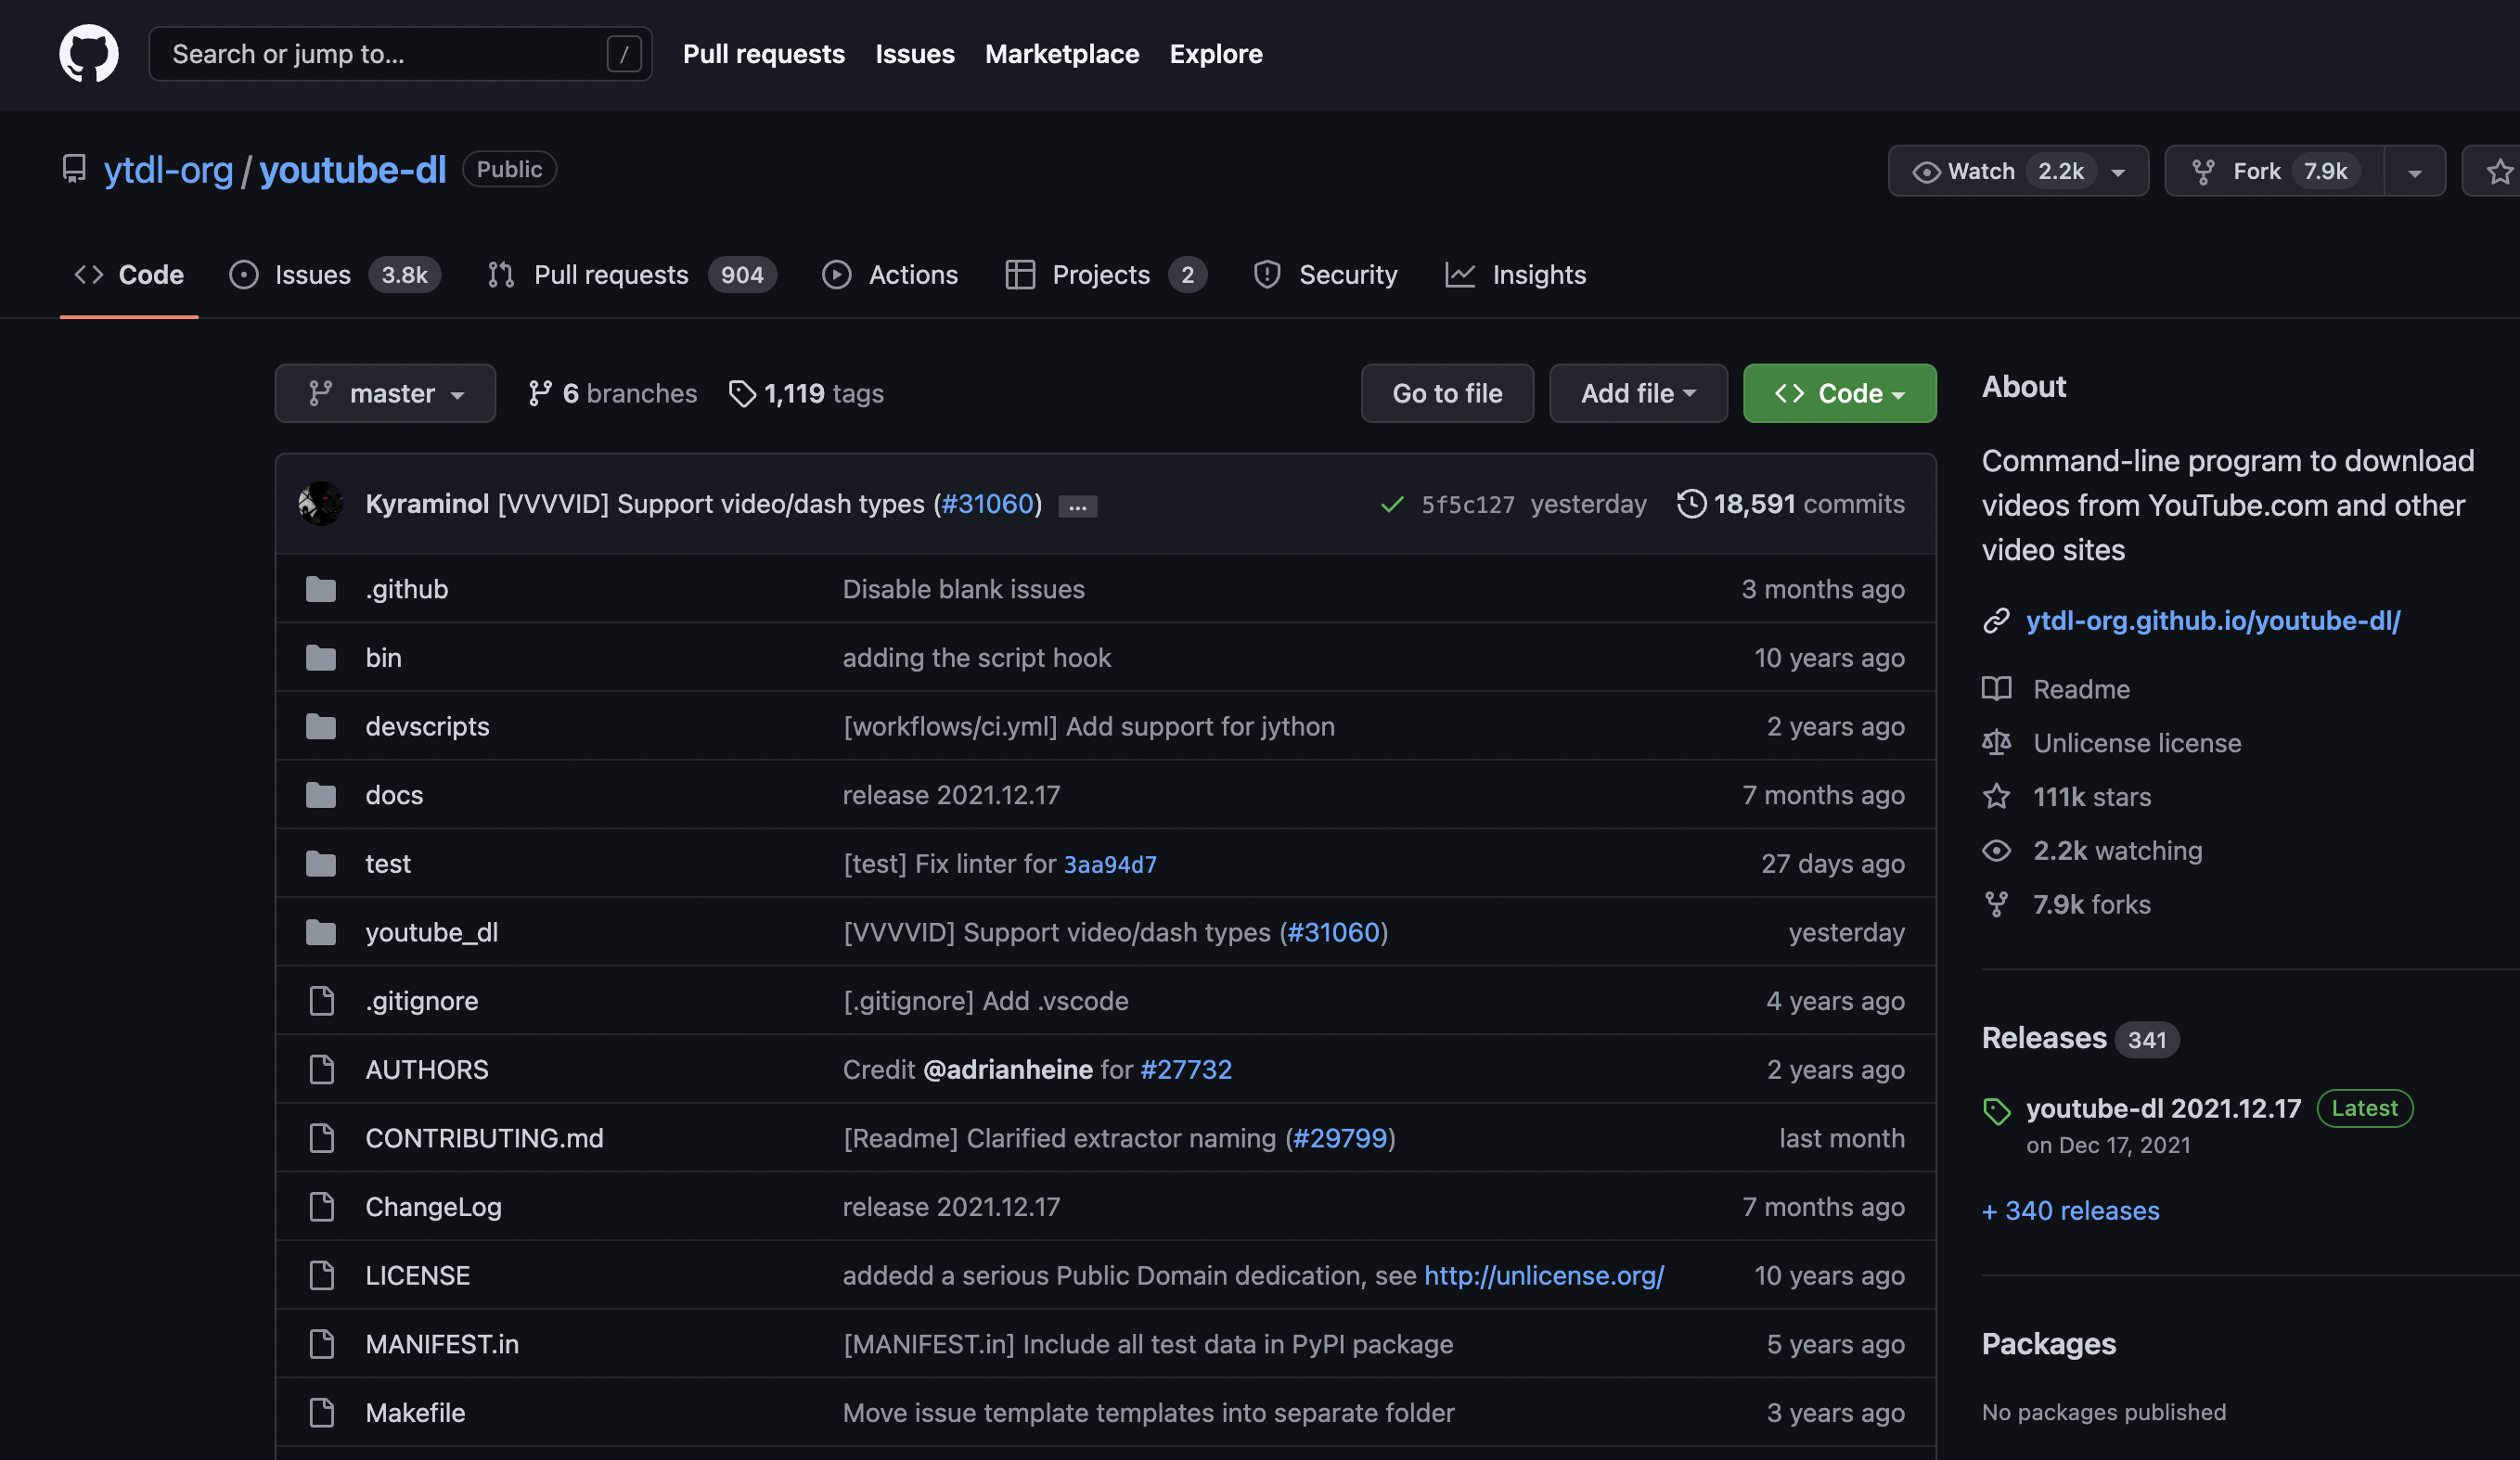 Search or jump to... / Pull requests Issues Marketplace Explore
ytdl-org / youtube-dl Public Watch 2.2k Fork 7.9k
Code Issues 3.8k Pull requests 904 Actions Projects 2 Security Insights
master 6 branches 1,119 tags Go to file Add file Code
Kyraminol [VVVVID] Support video/dash types (#31060) ... 5f5c127 yesterday 18,591 commits
.github Disable blank issues 3 months ago
bin adding the script hook 10 years ago
devscripts [workflows/ci.yml] Add support for jython 2 years ago
docs release 2021.12.17 7 months ago
test [test] Fix linter for 3aa94d7 27 days ago
youtube_dl [VVVVID] Support video/dash types (#31060) yesterday
.gitignore [.gitignore] Add .vscode 4 years ago
AUTHORS Credit @adrianheine for #27732 2 years ago
CONTRIBUTING.md [Readme] Clarified extractor naming (#29799) last month
ChangeLog release 2021.12.17 7 months ago
LICENSE addedd a serious Public Domain dedication, see http://unlicense.org/ 10 years ago
MANIFEST.in [MANIFEST.in] Include all test data in PyPI package 5 years ago
Makefile Move issue template templates into separate folder 3 years ago
About
Command-line program to download
videos from YouTube.com and other
video sites
ytdl-org.github.io/youtube-dl/
Readme
Unlicense license
111k stars
2.2k watching
7.9k forks
Releases 341
youtube-dl 2021.12.17 Latest
on Dec 17, 2021
+ 340 releases
Packages
No packages published